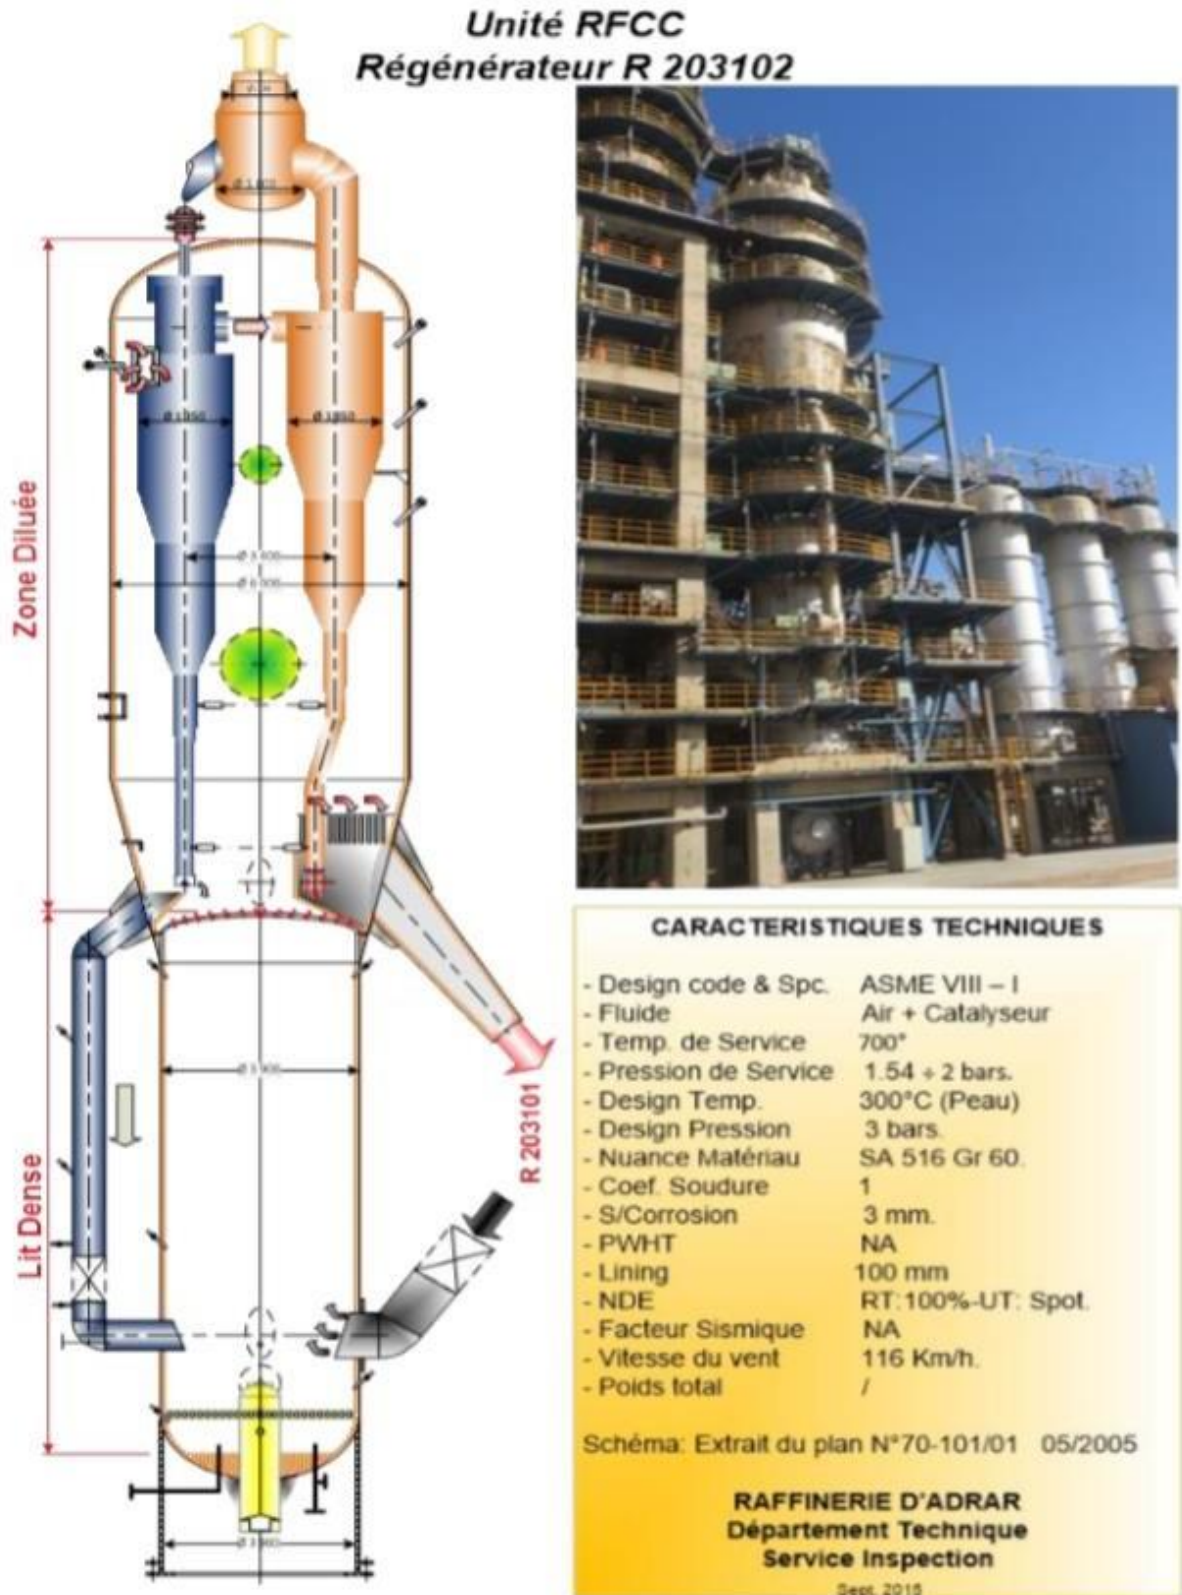 Unité RFCC
Régénérateur R 203102
Zone Diluée
Lit Dense
R 203101
CARACTERISTIQUES TECHNIQUES
- Design code & Spc. ASME VIII – I
- Fluide Air + Catalyseur
- Temp. de Service 700°
- Pression de Service 1.54 ÷ 2 bars.
- Design Temp. 300°C (Peau)
- Design Pression 3 bars.
- Nuance Matériau SA 516 Gr 60.
- Coef. Soudure 1
- S/Corrosion 3 mm.
- PWHT NA
- Lining 100 mm
- NDE RT:100%-UT: Spot.
- Facteur Sismique NA
- Vitesse du vent 116 Km/h.
- Poids total /
Schéma: Extrait du plan N°70-101/01 05/2005
RAFFINERIE D'ADRAR
Département Technique
Service Inspection